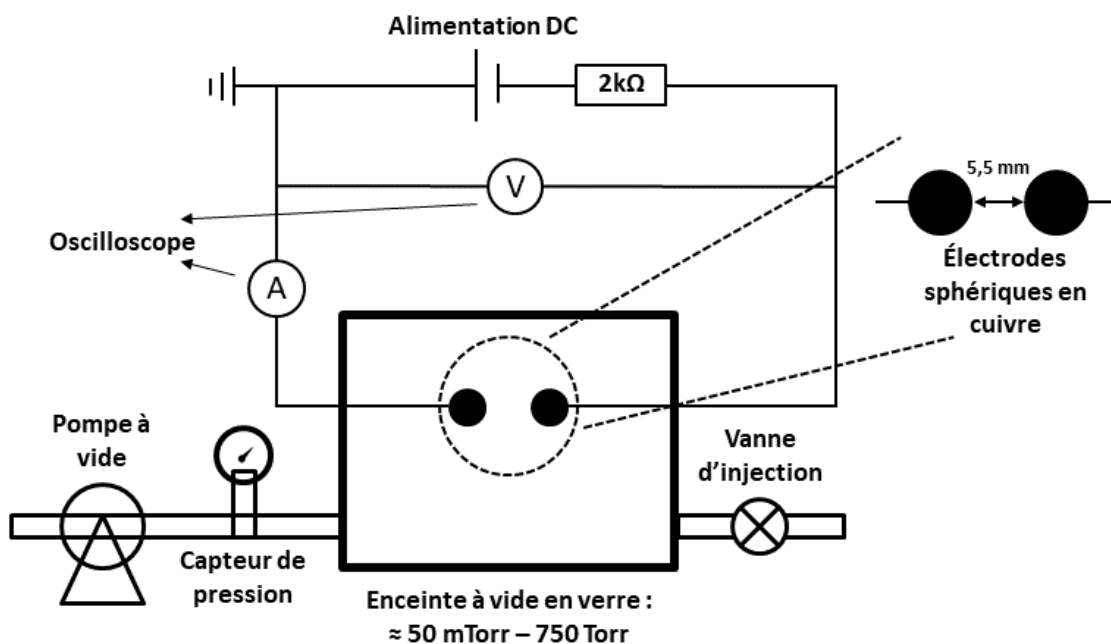 Alimentation DC
2kΩ
V
5,5 mm
Oscilloscope
A
Électrodes
sphériques en
cuivre
Pompe à
vide
Vanne
d’injection
Capteur de
pression
Enceinte à vide en verre :
≈ 50 mTorr – 750 Torr